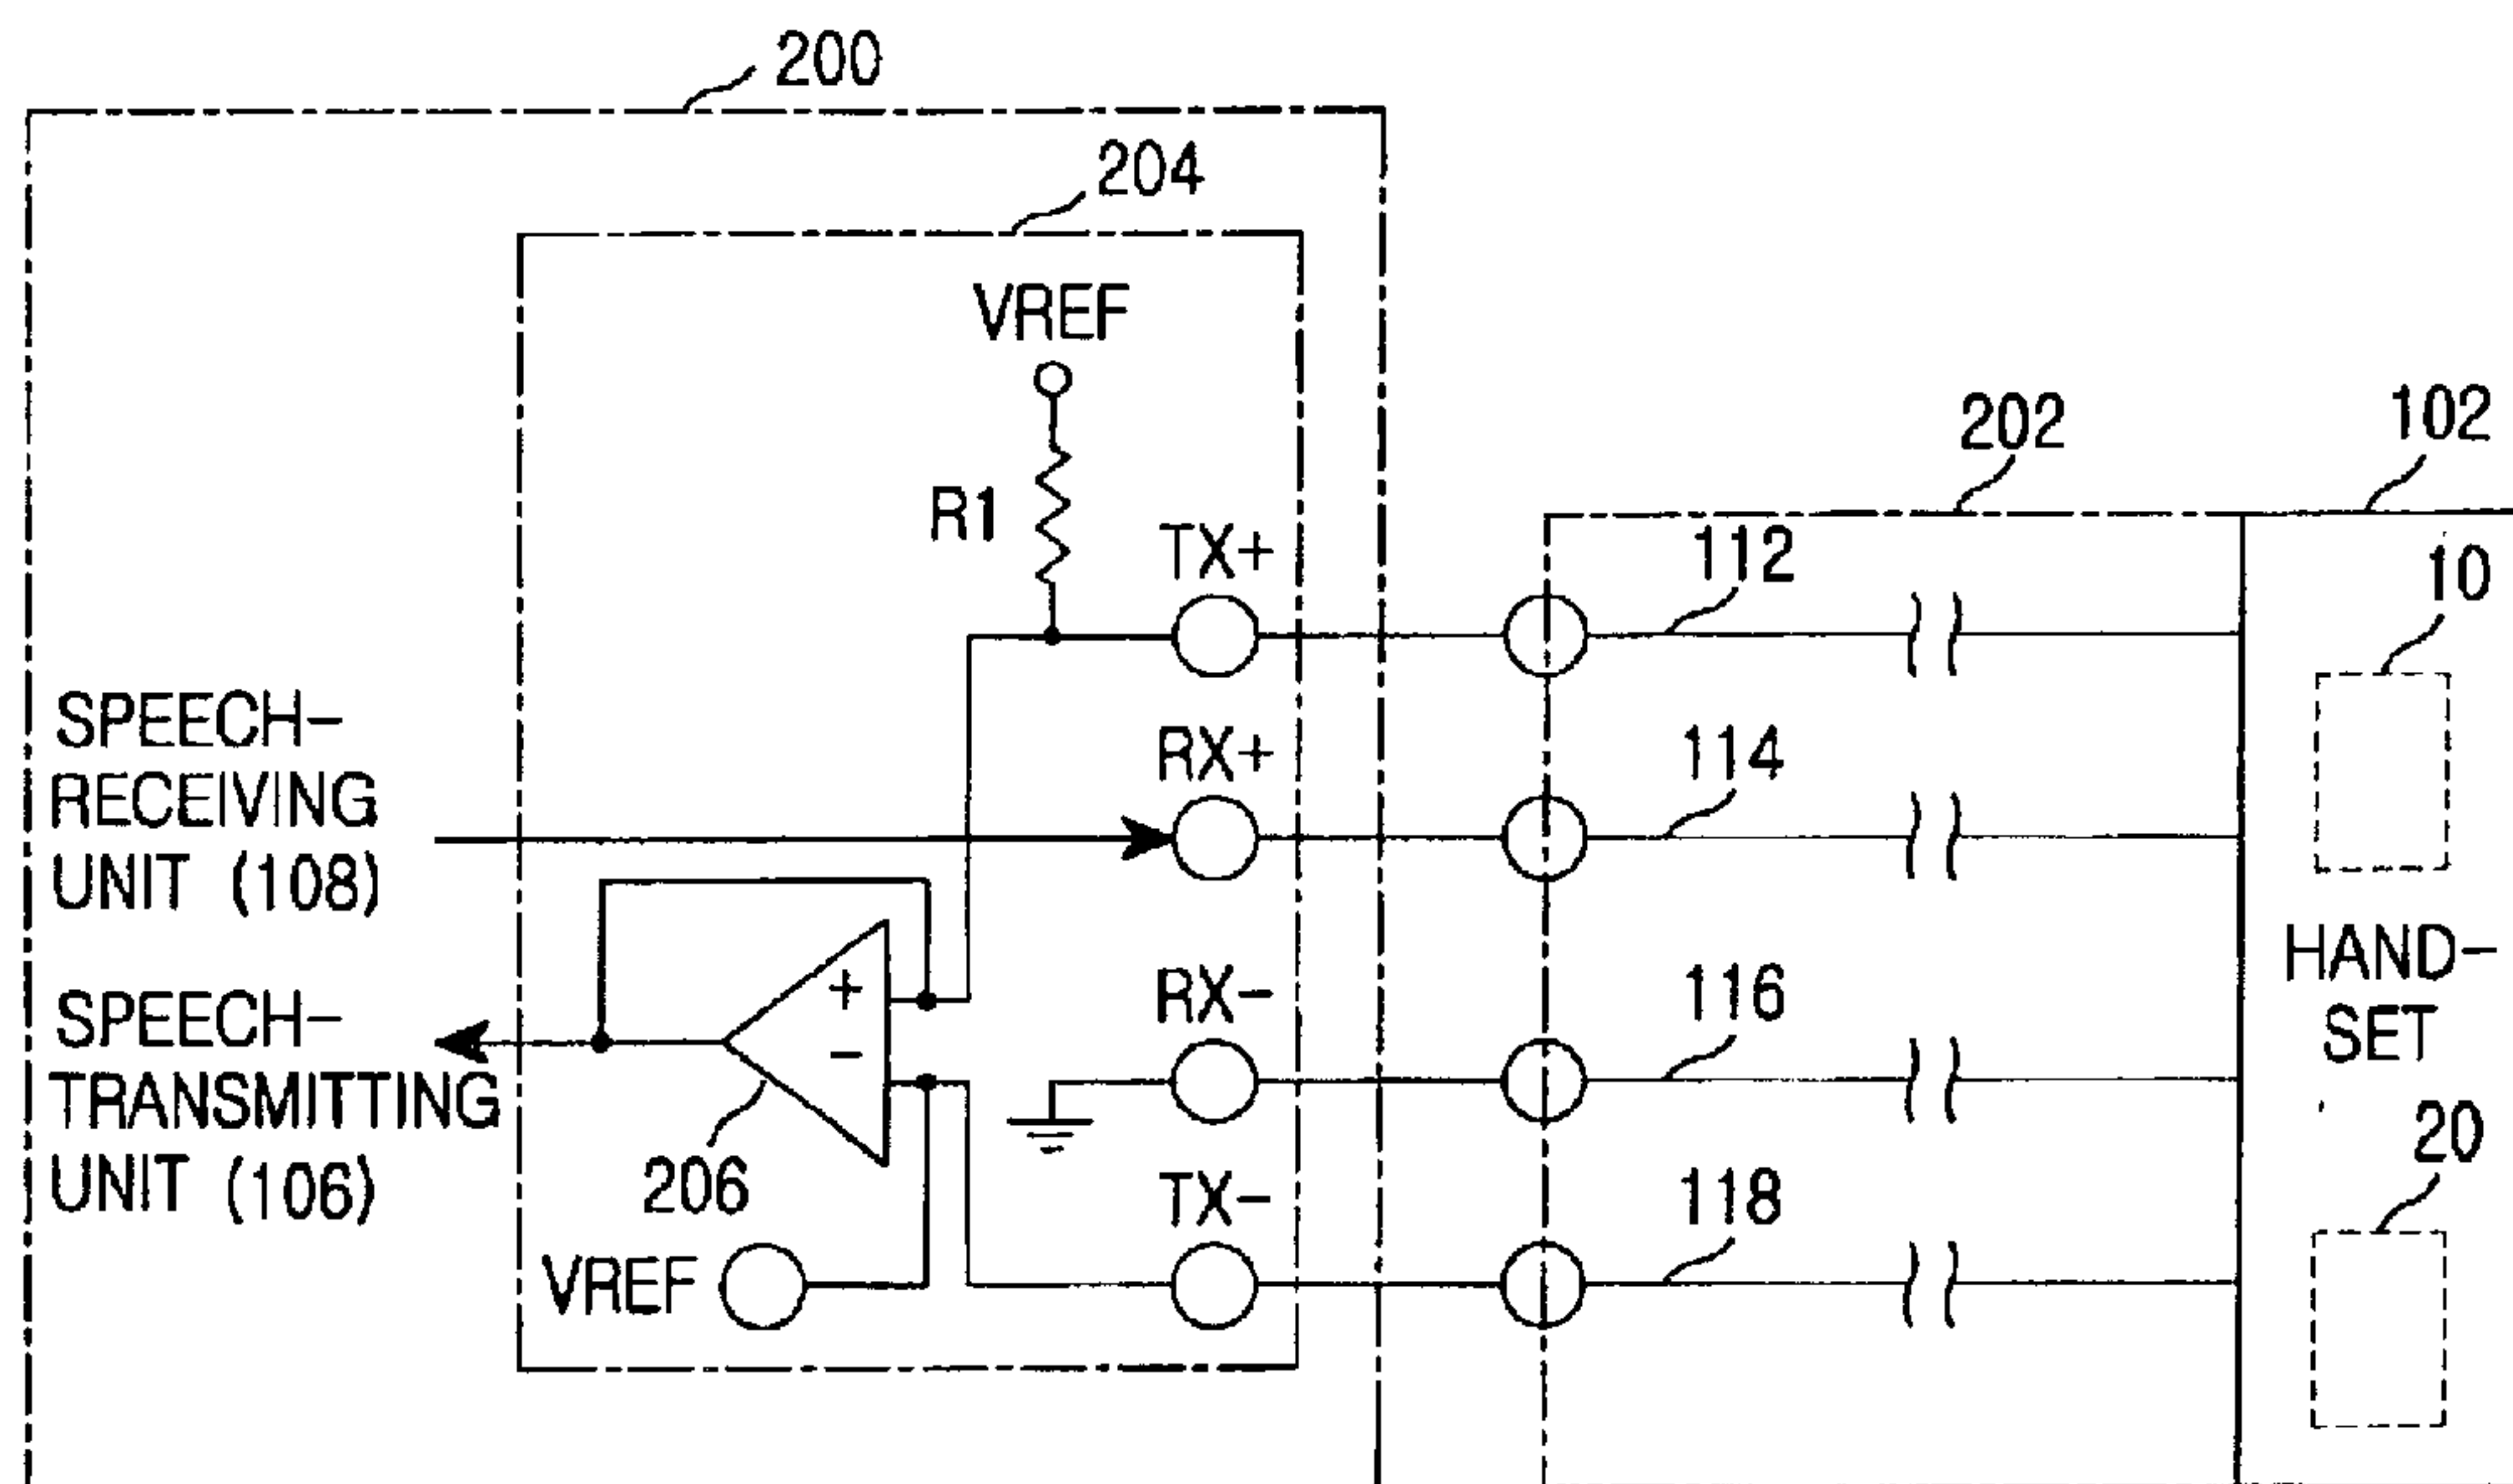 200
204
VREF
202
102
R1
TX+
112
10
SPEECH-
RECEIVING
UNIT (108)
RX+
114
HAND-
SET
+
−
RX−
116
SPEECH-
TRANSMITTING
UNIT (106)
206
TX−
118
20
VREF